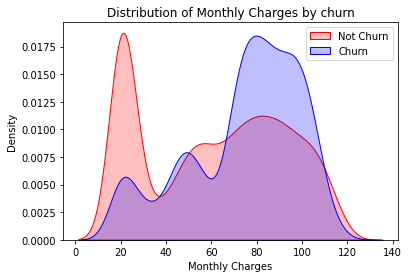 Distribution of Monthly Charges by churn
Not Churn
Churn
Density
0.0175
0.0150
0.0125
0.0100
0.0075
0.0050
0.0025
0.0000
0 20 40 60 80 100 120 140
Monthly Charges